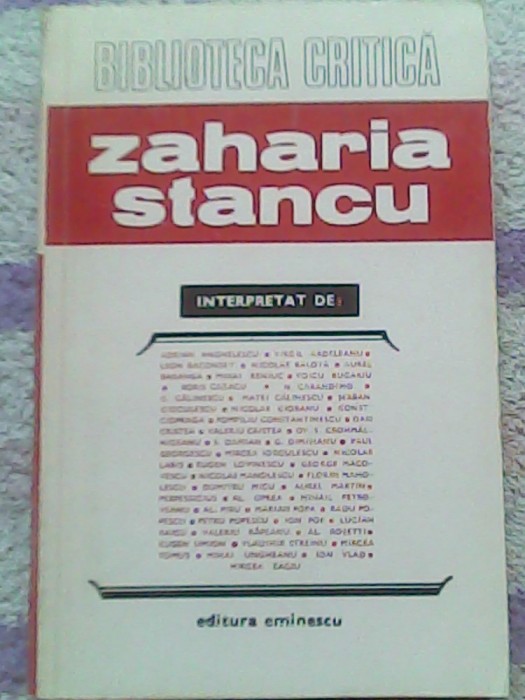 BIBLIOTECA CRITICĂ
zaharia
stancu
INTERPRETAT DE:
ADRIAN ANGHELESCU • VIRGIL ARDELEANU •
LEON BACONSKY • NICOLAE BALOTĂ • AUREL
BARANGA • MIHAI BENIUC • VOICU BUGARIU
• BORIS CAZACU • N. CARANDINO •
G. CĂLINESCU • MATEI CĂLINESCU • ȘERBAN
CIOCULESCU • NICOLAE CIOBANU • CONST.
CIOPRAGA • POMPILIU CONSTANTINESCU • DAN
CRISTEA • VALERIU CRISTEA • OV. S. CROHMĂL-
NICEANU • S. DAMIAN • G. DIMISIANU • PAUL
GEORGESCU • MIRCEA IORGULESCU • NICOLAE
LABIȘ • EUGEN LOVINESCU • GEORGE MACO-
VESCU • NICOLAE MANOLESCU • FLORIN MANO-
LESCU • DUMITRU MICU • AUREL MARTIN •
PERPESSICIUS • AL. OPREA • MIHAIL PETRO-
VEANU • AL. PIRU • MARIAN POPA • RADU PO-
PESCU • PETRU POPESCU • ION POP • LUCIAN
RAICU • VALERIU RÂPEANU • AL. ROSETTI •
EUGEN SIMION • VLADIMIR STREINU • MIRCEA
TOMUȘ • MIHAI UNGHEANU • ION VLAD •
MIRCEA ZACIU
editura eminescu